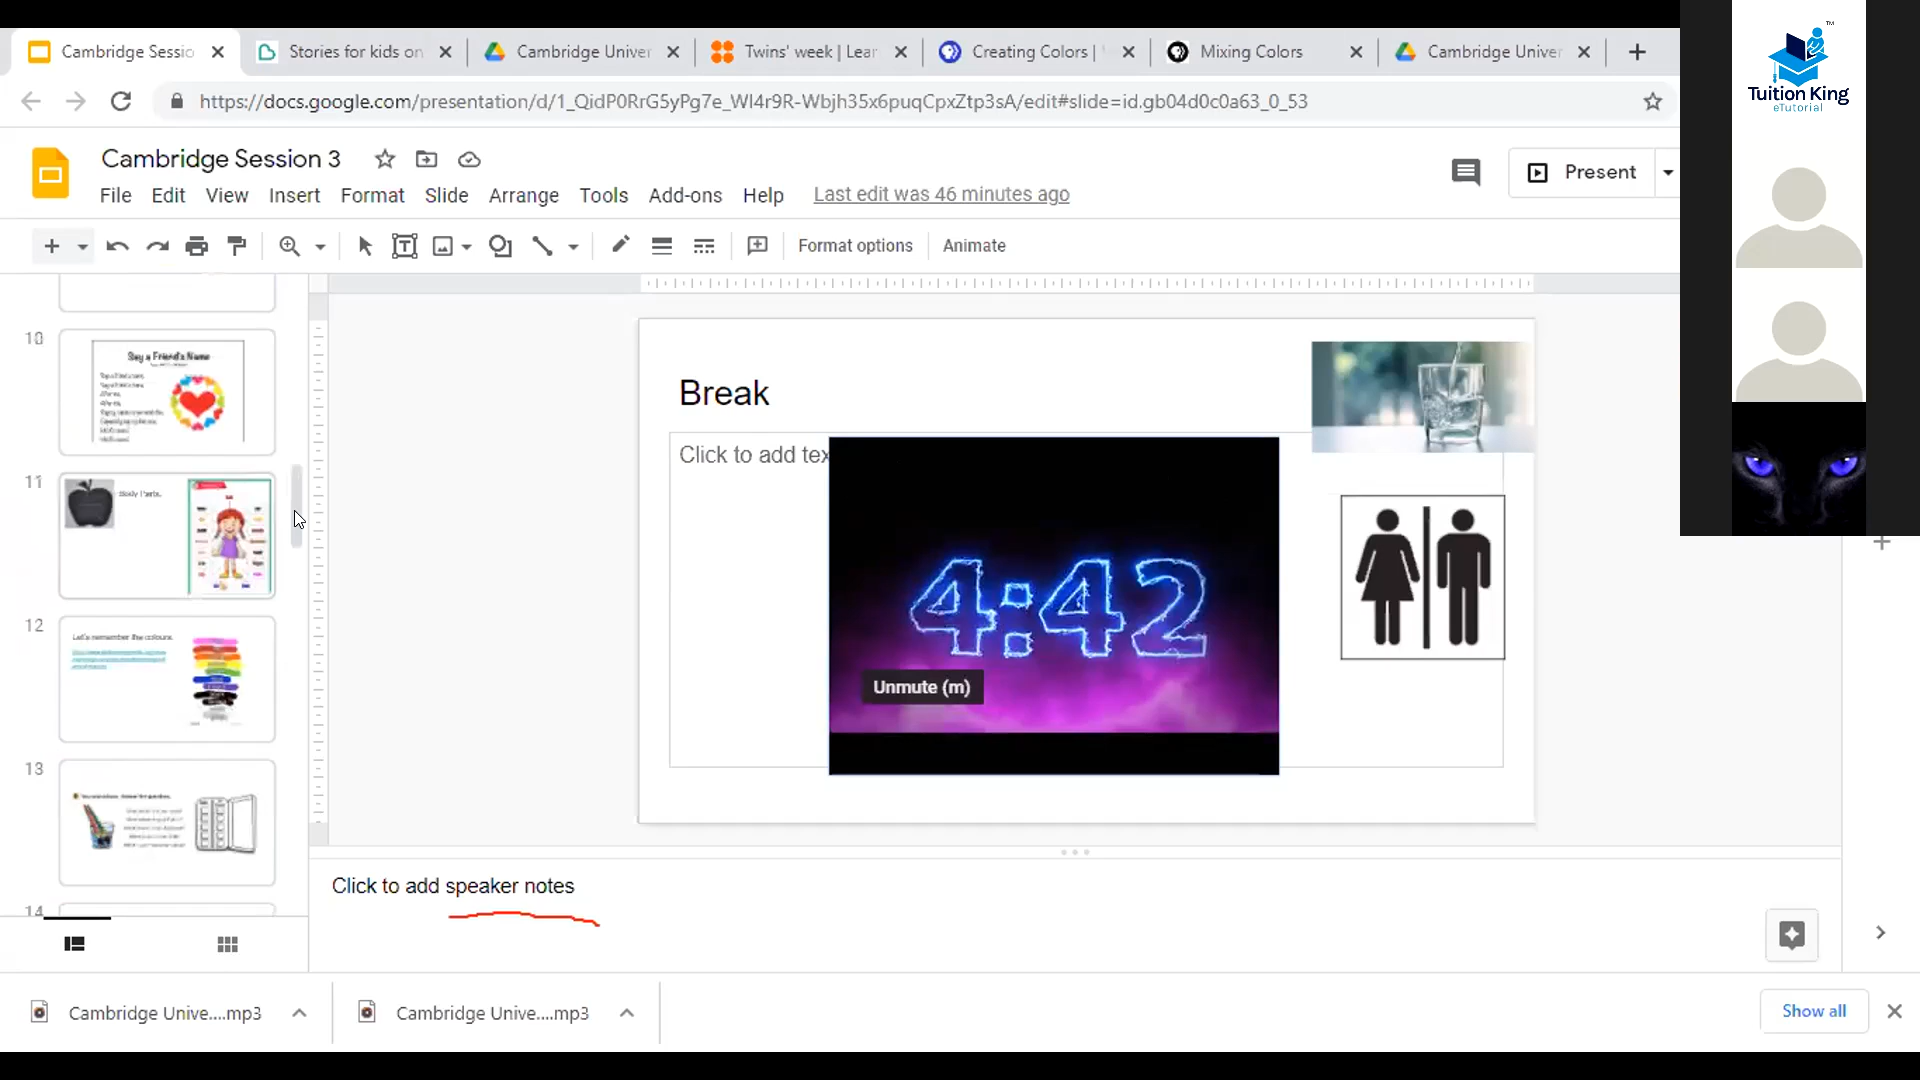 Cambridge Sessio
Stories for kids on
Cambridge Univer
Twins' week | Lear
Creating Colors |
Mixing Colors
Cambridge Univer
https://docs.google.com/presentation/d/1_QidP0RrG5yPg7e_Wl4r9R-Wbjh35x6puqCpxZtp3sA/edit#slide=id.gb04d0c0a63_0_53
Tuition King
eTutorial
TM
Cambridge Session 3
File Edit View Insert Format Slide Arrange Tools Add-ons Help Last edit was 46 minutes ago
Present
Format options Animate
10
Say a Friend's Name
11
Body Parts.
12
Let's remember the colours.
13
14
Break
Click to add tex
4:42
Unmute (m)
Click to add speaker notes
Cambridge Unive....mp3
Cambridge Unive....mp3
Show all